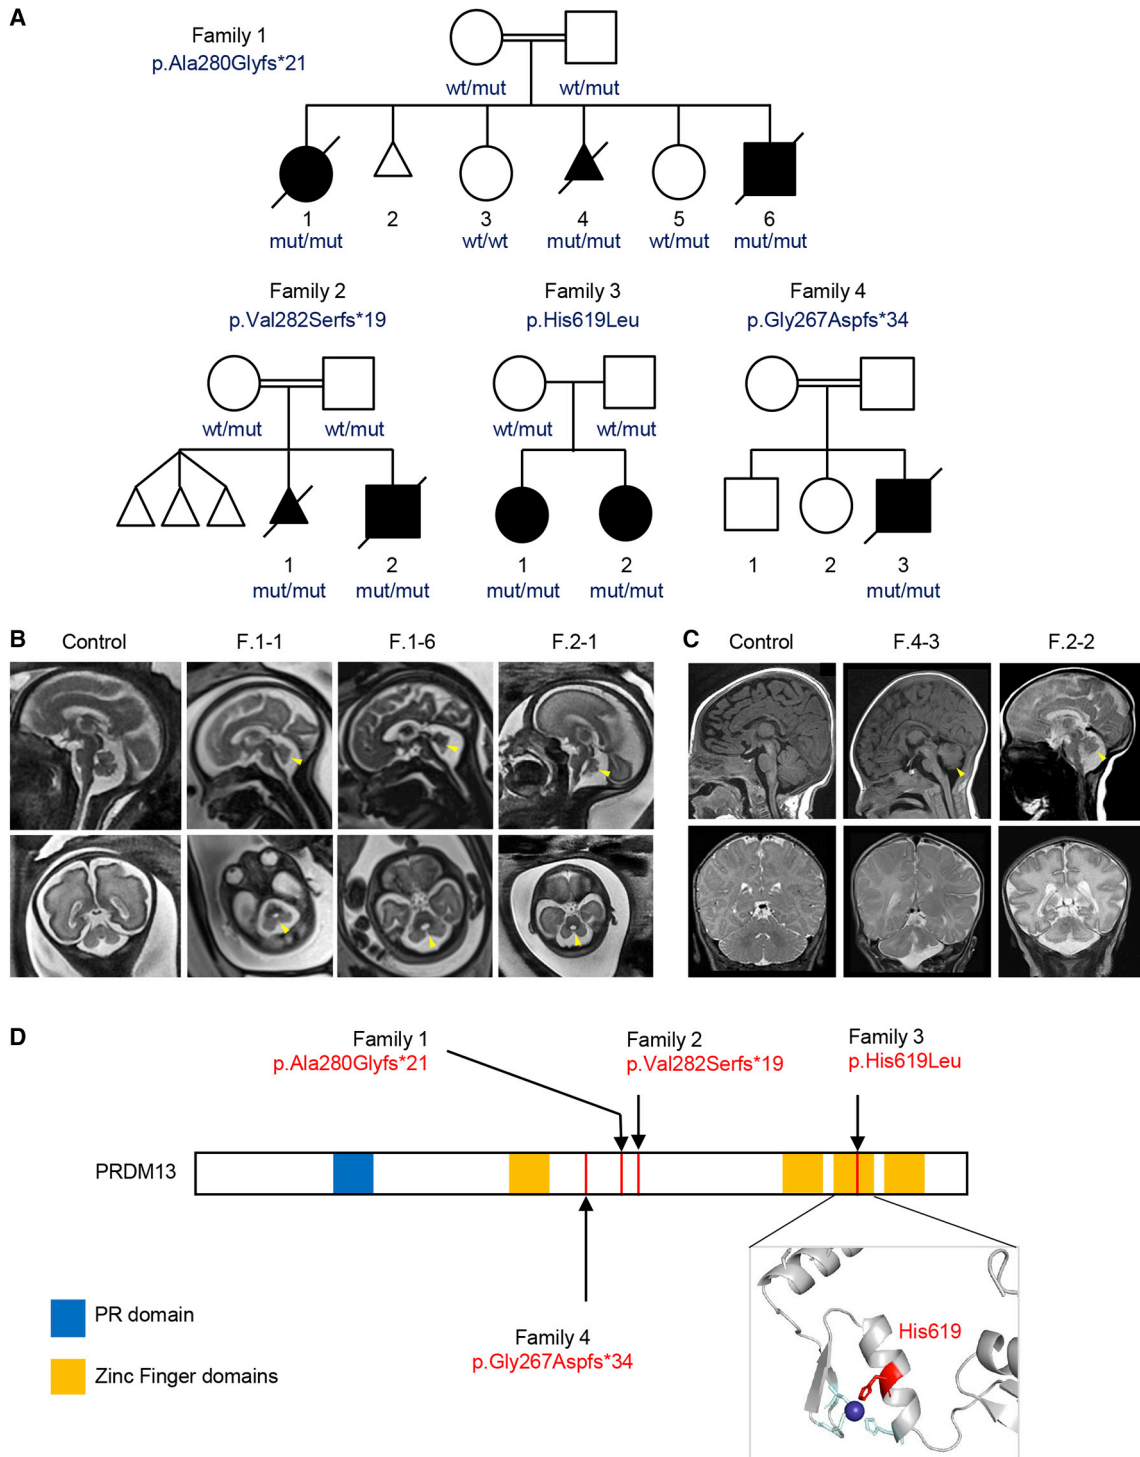 A
Family 1
p.Ala280Glyfs*21
wt/mut wt/mut
1 2 3 4 5 6
mut/mut wt/wt mut/mut wt/mut mut/mut
Family 2 Family 3 Family 4
p.Val282Serfs*19 p.His619Leu p.Gly267Aspfs*34
wt/mut wt/mut wt/mut wt/mut
1 2 1 2 1 2 3
mut/mut mut/mut mut/mut mut/mut mut/mut
B Control F.1-1 F.1-6 F.2-1
C Control F.4-3 F.2-2
D
Family 1
p.Ala280Glyfs*21
Family 2
p.Val282Serfs*19
Family 3
p.His619Leu
PRDM13
PR domain
Zinc Finger domains
Family 4
p.Gly267Aspfs*34
His619